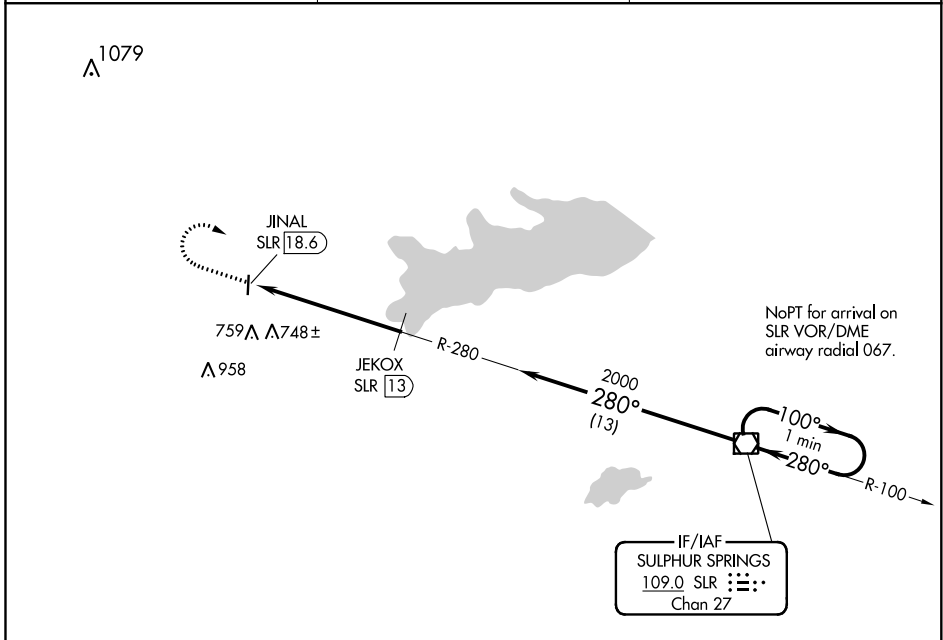 1079
JINAL
SLR 18.6
759 748±
958
JEKOX
SLR 13
R-280
2000
280°
(13)
NoPT for arrival on
SLR VOR/DME
airway radial 067.
100°
1 min
280°
R-100
IF/IAF
SULPHUR SPRINGS
109.0 SLR
Chan 27